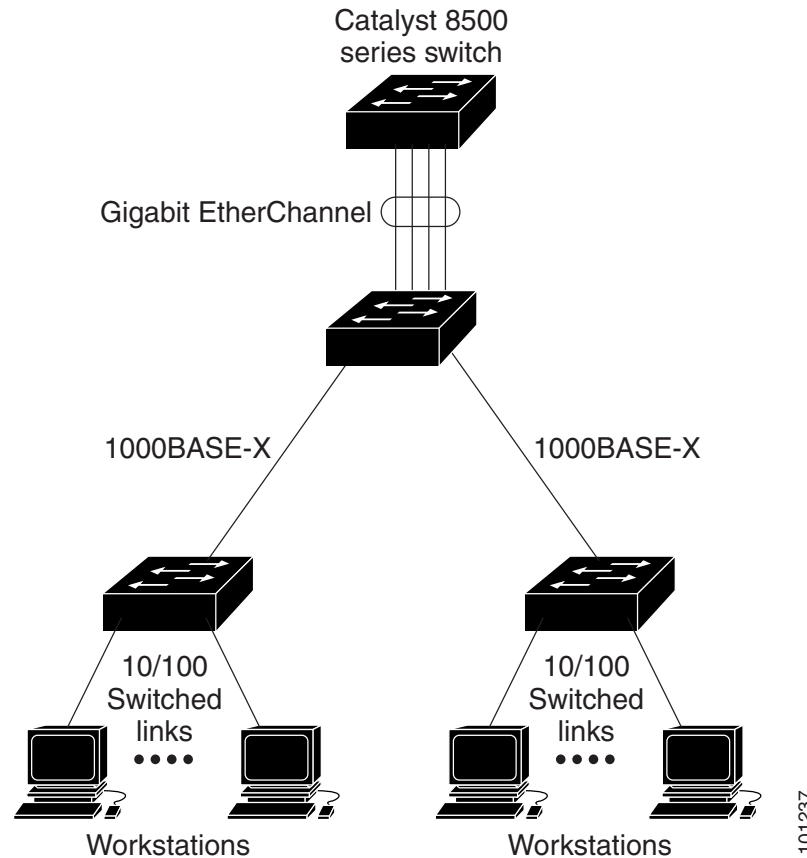 Catalyst 8500
series switch
Gigabit EtherChannel
1000BASE-X
1000BASE-X
10/100
Switched
links
10/100
Switched
links
Workstations
Workstations
101237